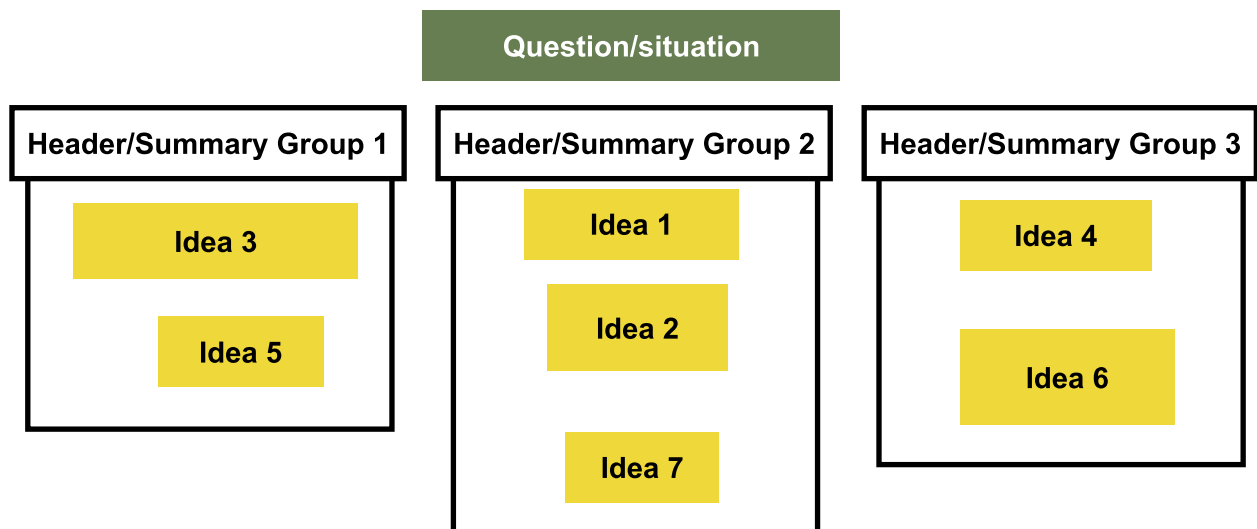 Question/situation
Header/Summary Group 1
Idea 3
Idea 5
Header/Summary Group 2
Idea 1
Idea 2
Idea 7
Header/Summary Group 3
Idea 4
Idea 6